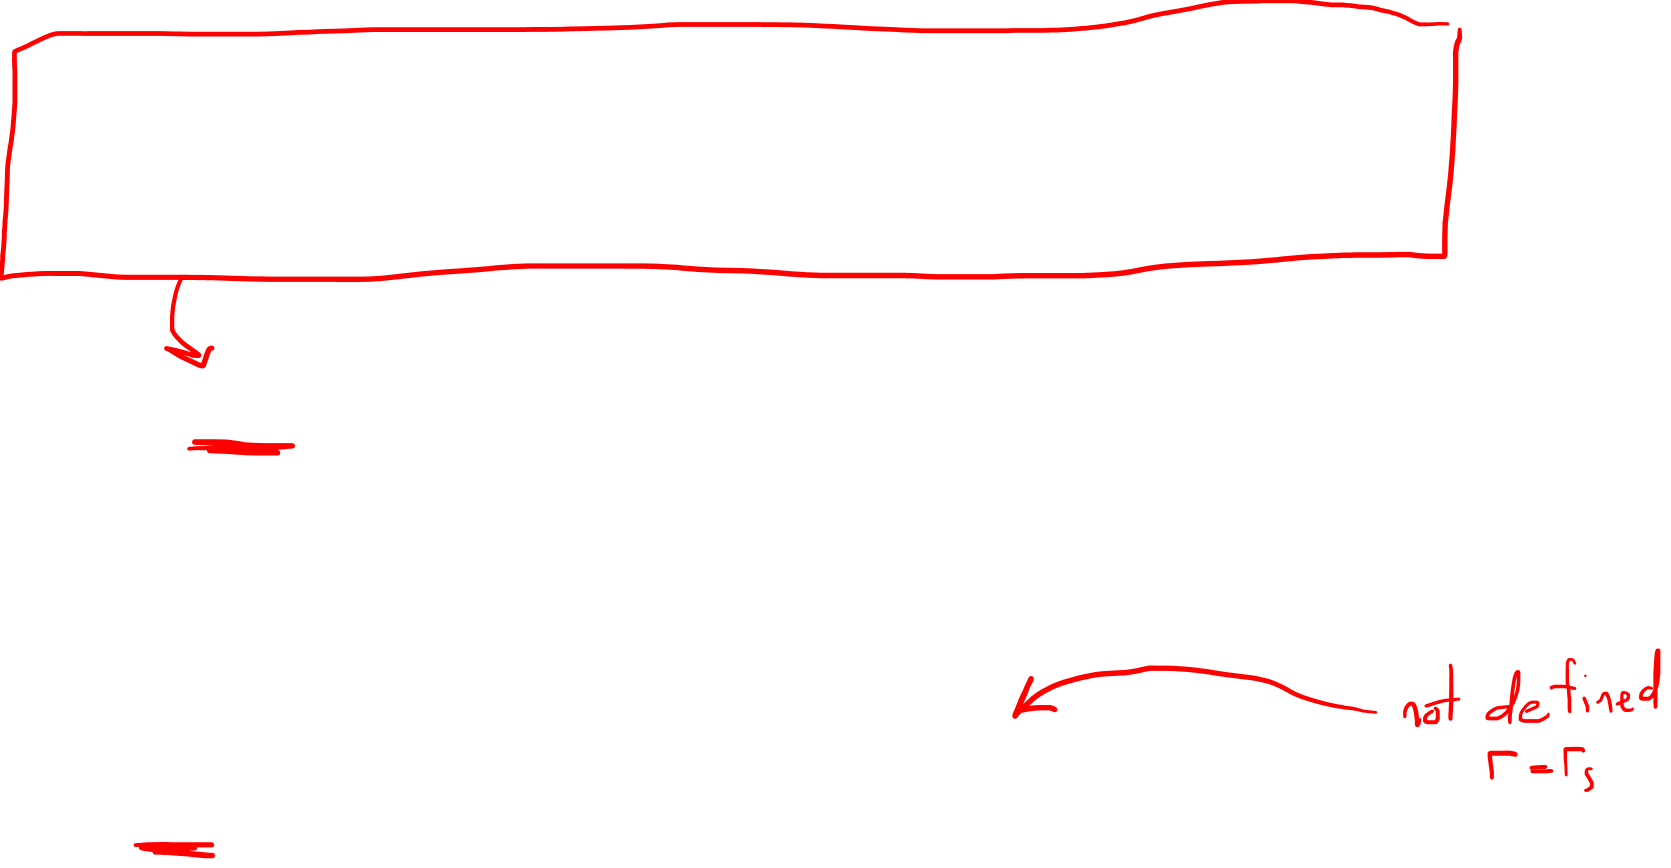 not defined
r = rs